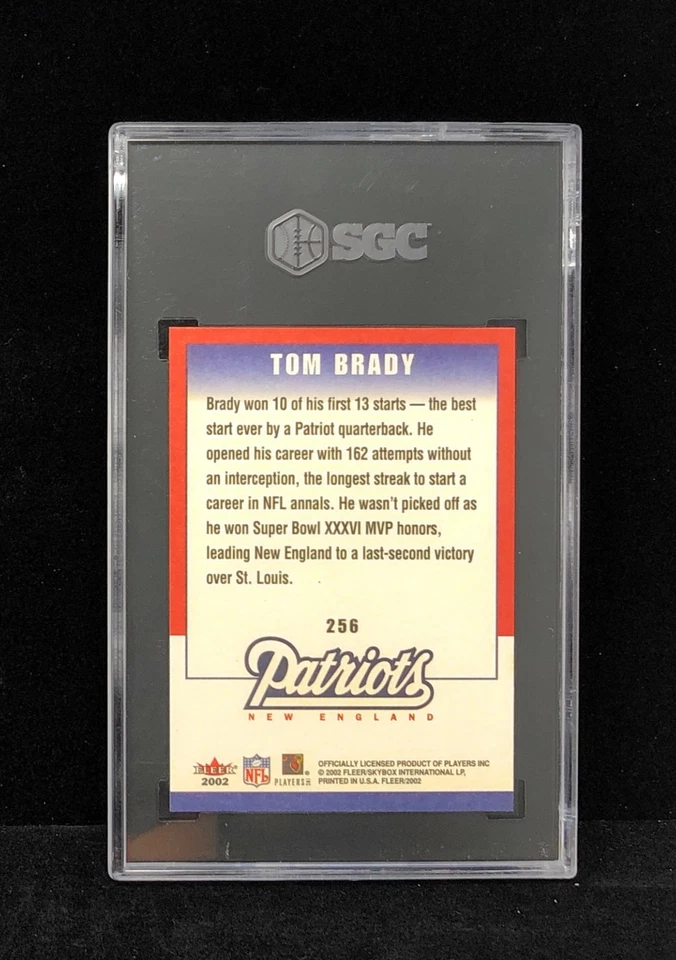 SGC
TOM BRADY
Brady won 10 of his first 13 starts — the best
start ever by a Patriot quarterback. He
opened his career with 162 attempts without
an interception, the longest streak to start a
career in NFL annals. He wasn't picked off as
he won Super Bowl XXXVI MVP honors,
leading New England to a last-second victory
over St. Louis.
256
Patriots
NEW ENGLAND
FLEER
2002
NFL
PLAYERS INC
OFFICIALLY LICENSED PRODUCT OF PLAYERS INC
© 2002 FLEER/SKYBOX INTERNATIONAL LP,
PRINTED IN U.S.A. FLEER/2002